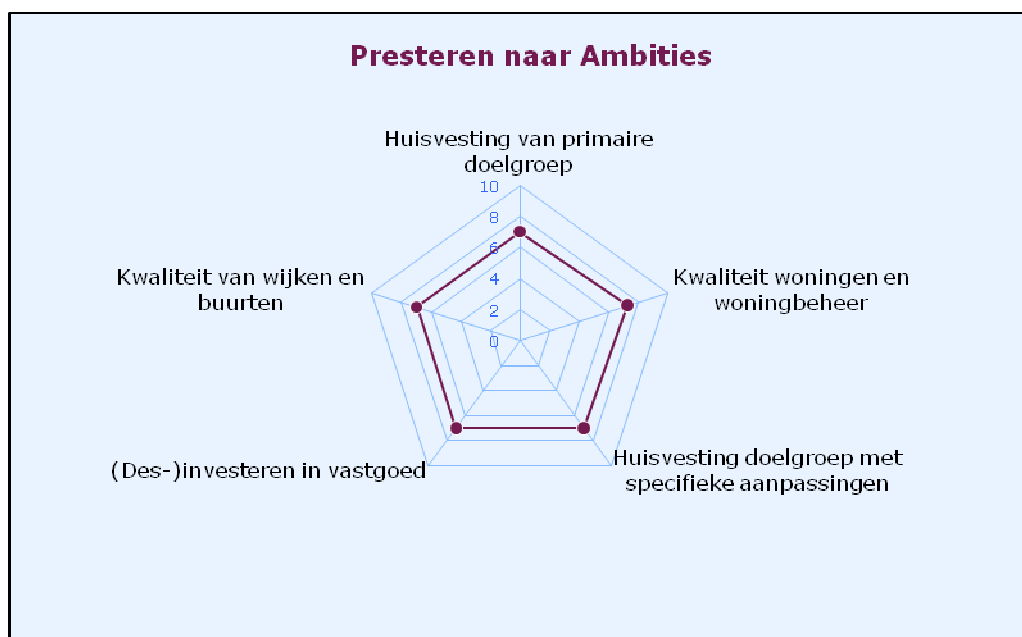 Presteren naar Ambities
Huisvesting van primaire
doelgroep
10
8
6
4
2
0
Kwaliteit van wijken en
buurten
Kwaliteit woningen en
woningbeheer
(Des-)investeren in vastgoed
Huisvesting doelgroep met
specifieke aanpassingen